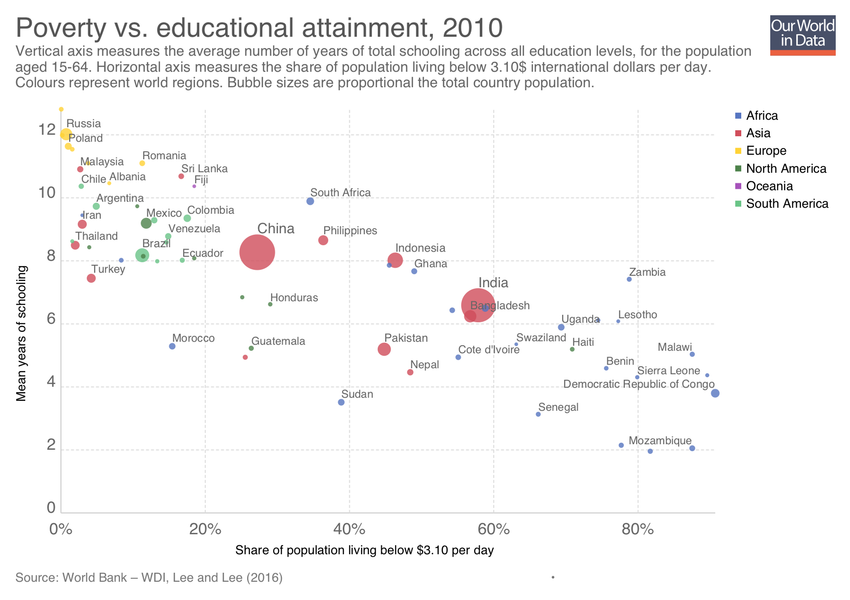 Poverty vs. educational attainment, 2010
Our World
in Data
Vertical axis measures the average number of years of total schooling across all education levels, for the population
aged 15-64. Horizontal axis measures the share of population living below 3.10$ international dollars per day.
Colours represent world regions. Bubble sizes are proportional the total country population.
Africa
Asia
Europe
North America
Oceania
South America
Mean years of schooling
12
10
8
6
4
2
0
Russia
Poland
Malaysia
Romania
Chile
Albania
Sri Lanka
Fiji
Argentina
South Africa
Iran
Mexico
Colombia
Thailand
Venezuela
China
Philippines
Brazil
Ecuador
Indonesia
Turkey
Ghana
India
Zambia
Honduras
Bangladesh
Uganda
Lesotho
Morocco
Guatemala
Pakistan
Cote d'Ivoire
Swaziland
Haiti
Malawi
Nepal
Benin
Sierra Leone
Democratic Republic of Congo
Sudan
Senegal
Mozambique
0%
20%
40%
60%
80%
Share of population living below $3.10 per day
Source: World Bank – WDI, Lee and Lee (2016)